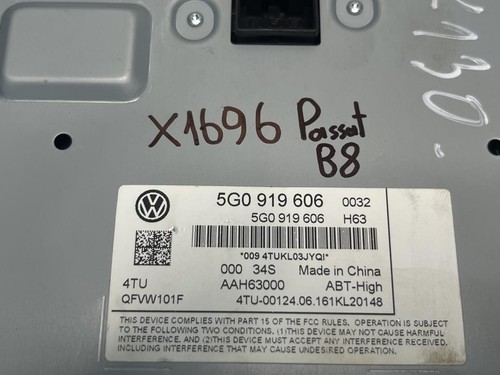 X1696 Passat
B8
130
5G0 919 606 0032
5G0 919 606 H63
*009 4TUKL03JYQI*
000 34S Made in China
4TU AAH63000 ABT-High
QFVW101F 4TU-00124.06.161KL20148
THIS DEVICE COMPLIES WITH PART 15 OF THE FCC RULES. OPERATION IS SUBJECT
TO THE FOLLOWING TWO CONDITIONS: (1)THIS DEVICE MAY NOT CAUSE HARMFUL
INTERFERENCE. AND (2)THIS DEVICE MUST ACCEPT ANY INTERFERENCE
RECEIVED, INCLUDING INTERFERENCE THAT MAY CAUSE UNDESIRED OPERATION.